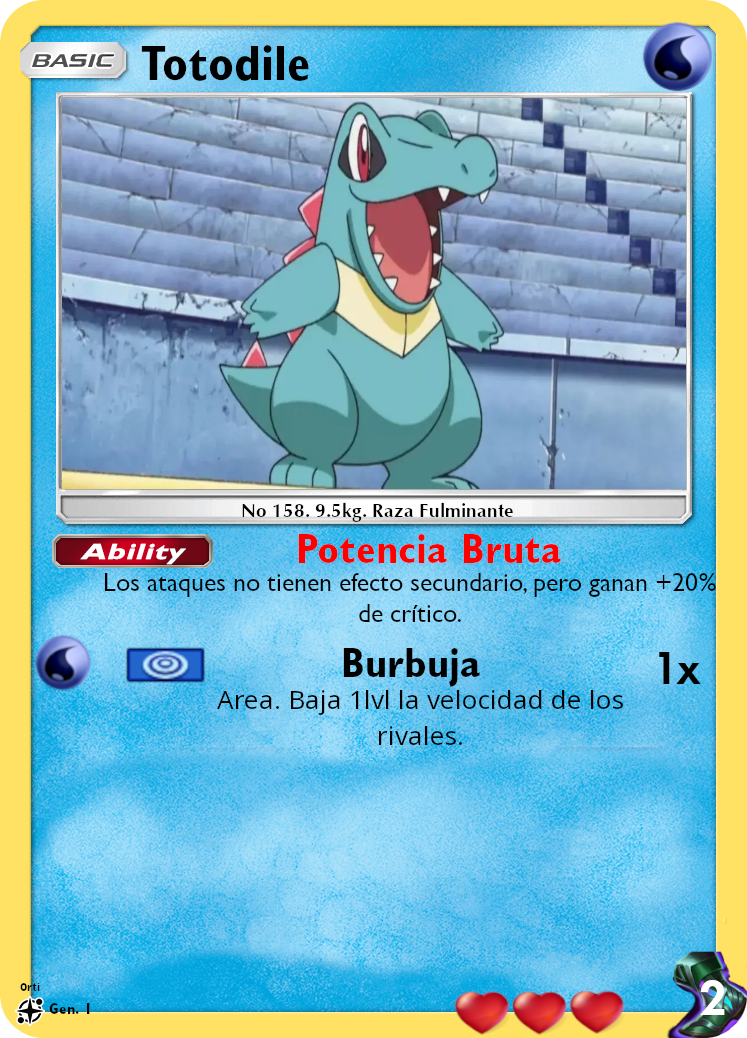 BASIC Totodile
No 158. 9.5kg. Raza Fulminante
Ability Potencia Bruta
Los ataques no tienen efecto secundario, pero ganan +20%
de crítico.
Burbuja 1x
Area. Baja 1lvl la velocidad de los
rivales.
Orti
Gen. 1
2